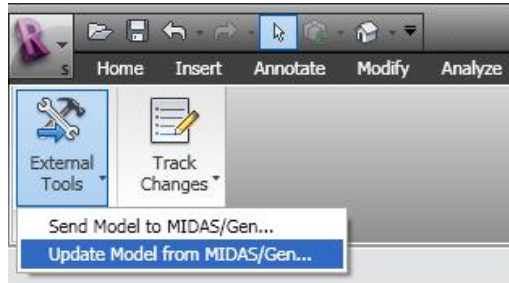 R
S
Home Insert Annotate Modify Analyze
External Tools
Track Changes
Send Model to MIDAS/Gen...
Update Model from MIDAS/Gen...